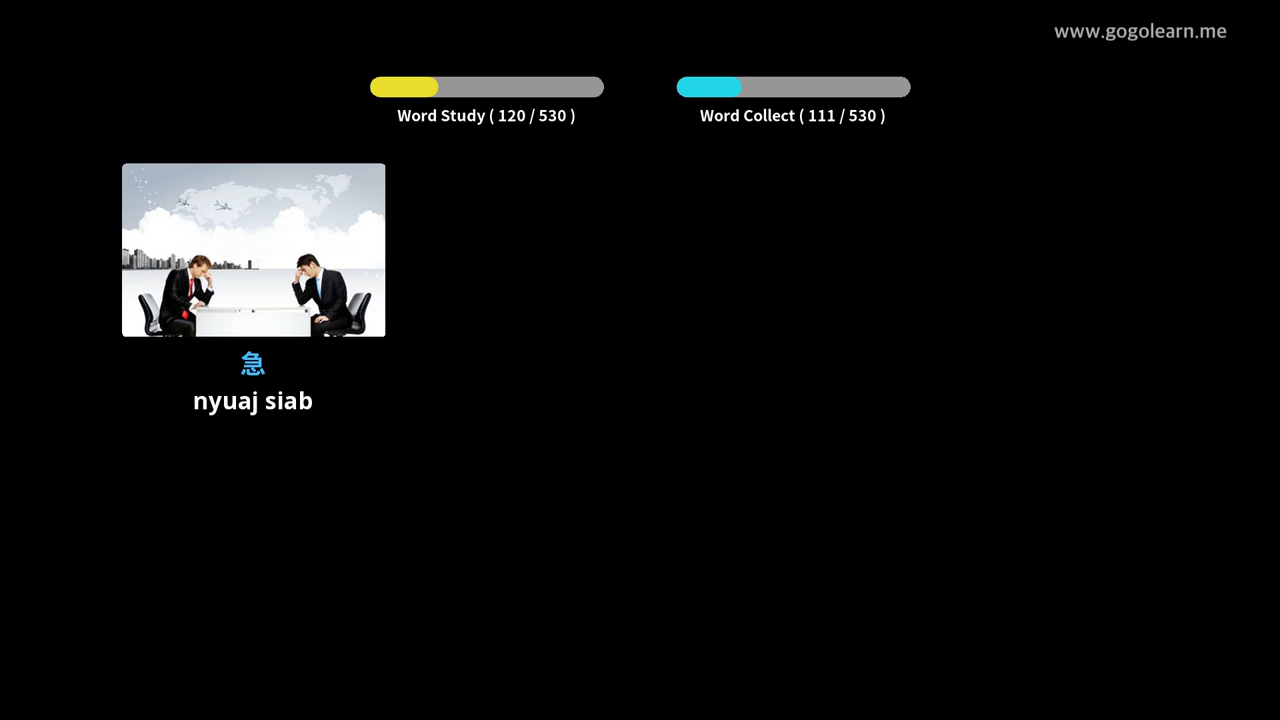 www.gogolearn.me
Word Study ( 120 / 530 )
Word Collect ( 111 / 530 )
急
nyuaj siab